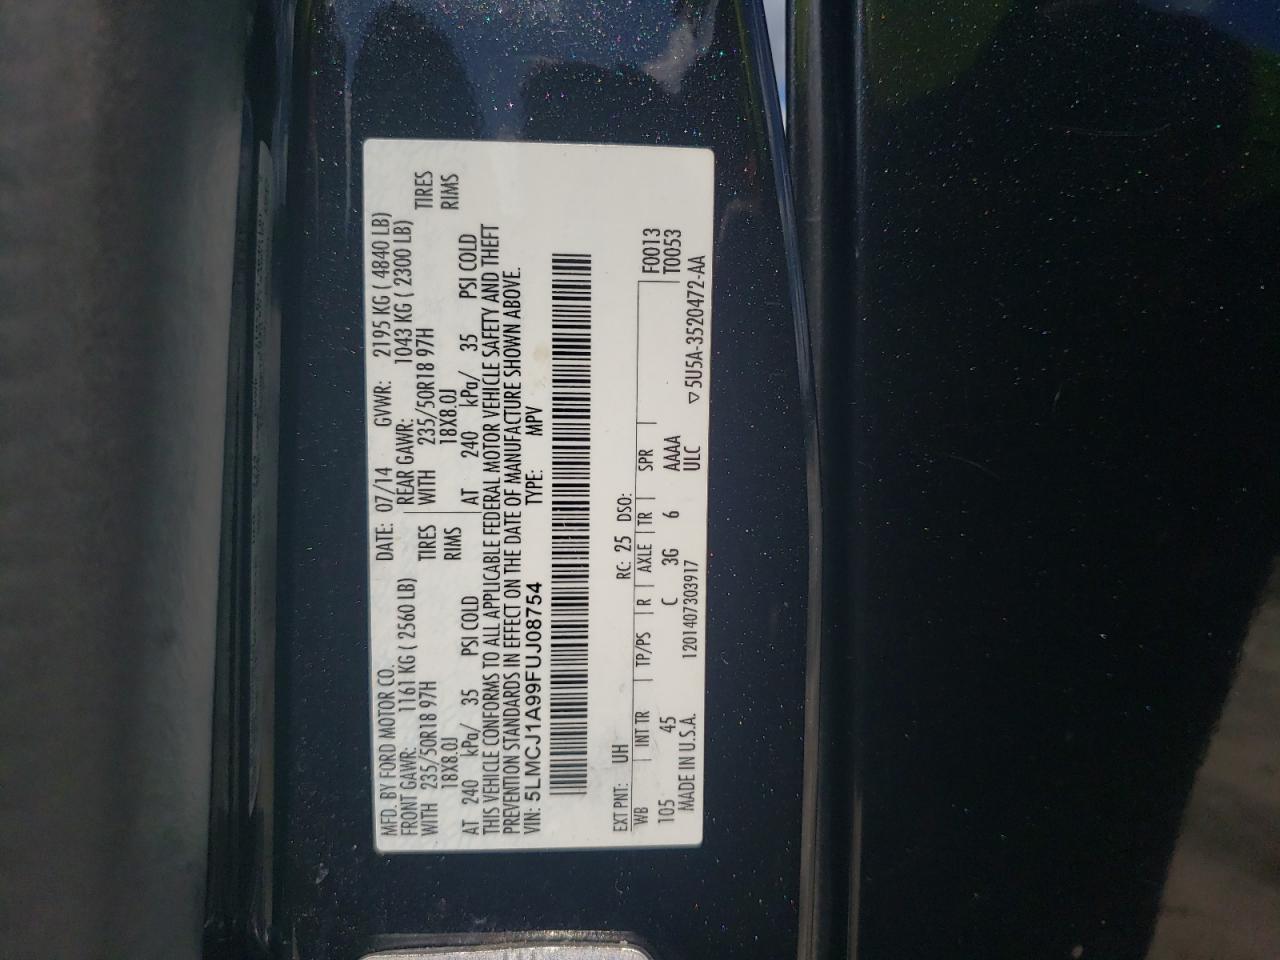 MFD. BY FORD MOTOR CO. DATE: 07/14 GVWR: 2195 KG ( 4840 LB)
FRONT GAWR: 1161 KG ( 2560 LB) REAR GAWR: 1043 KG ( 2300 LB)
WITH 235/50R18 97H TIRES WITH 235/50R18 97H TIRES
18X8.0J RIMS 18X8.0J RIMS
AT 240 kPa/ 35 PSI COLD AT 240 kPa/ 35 PSI COLD
THIS VEHICLE CONFORMS TO ALL APPLICABLE FEDERAL MOTOR VEHICLE SAFETY AND THEFT
PREVENTION STANDARDS IN EFFECT ON THE DATE OF MANUFACTURE SHOWN ABOVE.
VIN: 5LMCJ1A99FUJ08754 TYPE: MPV
EXT PNT: UH RC: 25 DSO: F0013
WB INT TR TP/PS R AXLE TR SPR T0053
105 45 C 3G 6 AAAA
MADE IN U.S.A. 1201407303917 ULC ▽5U5A-3520472-AA